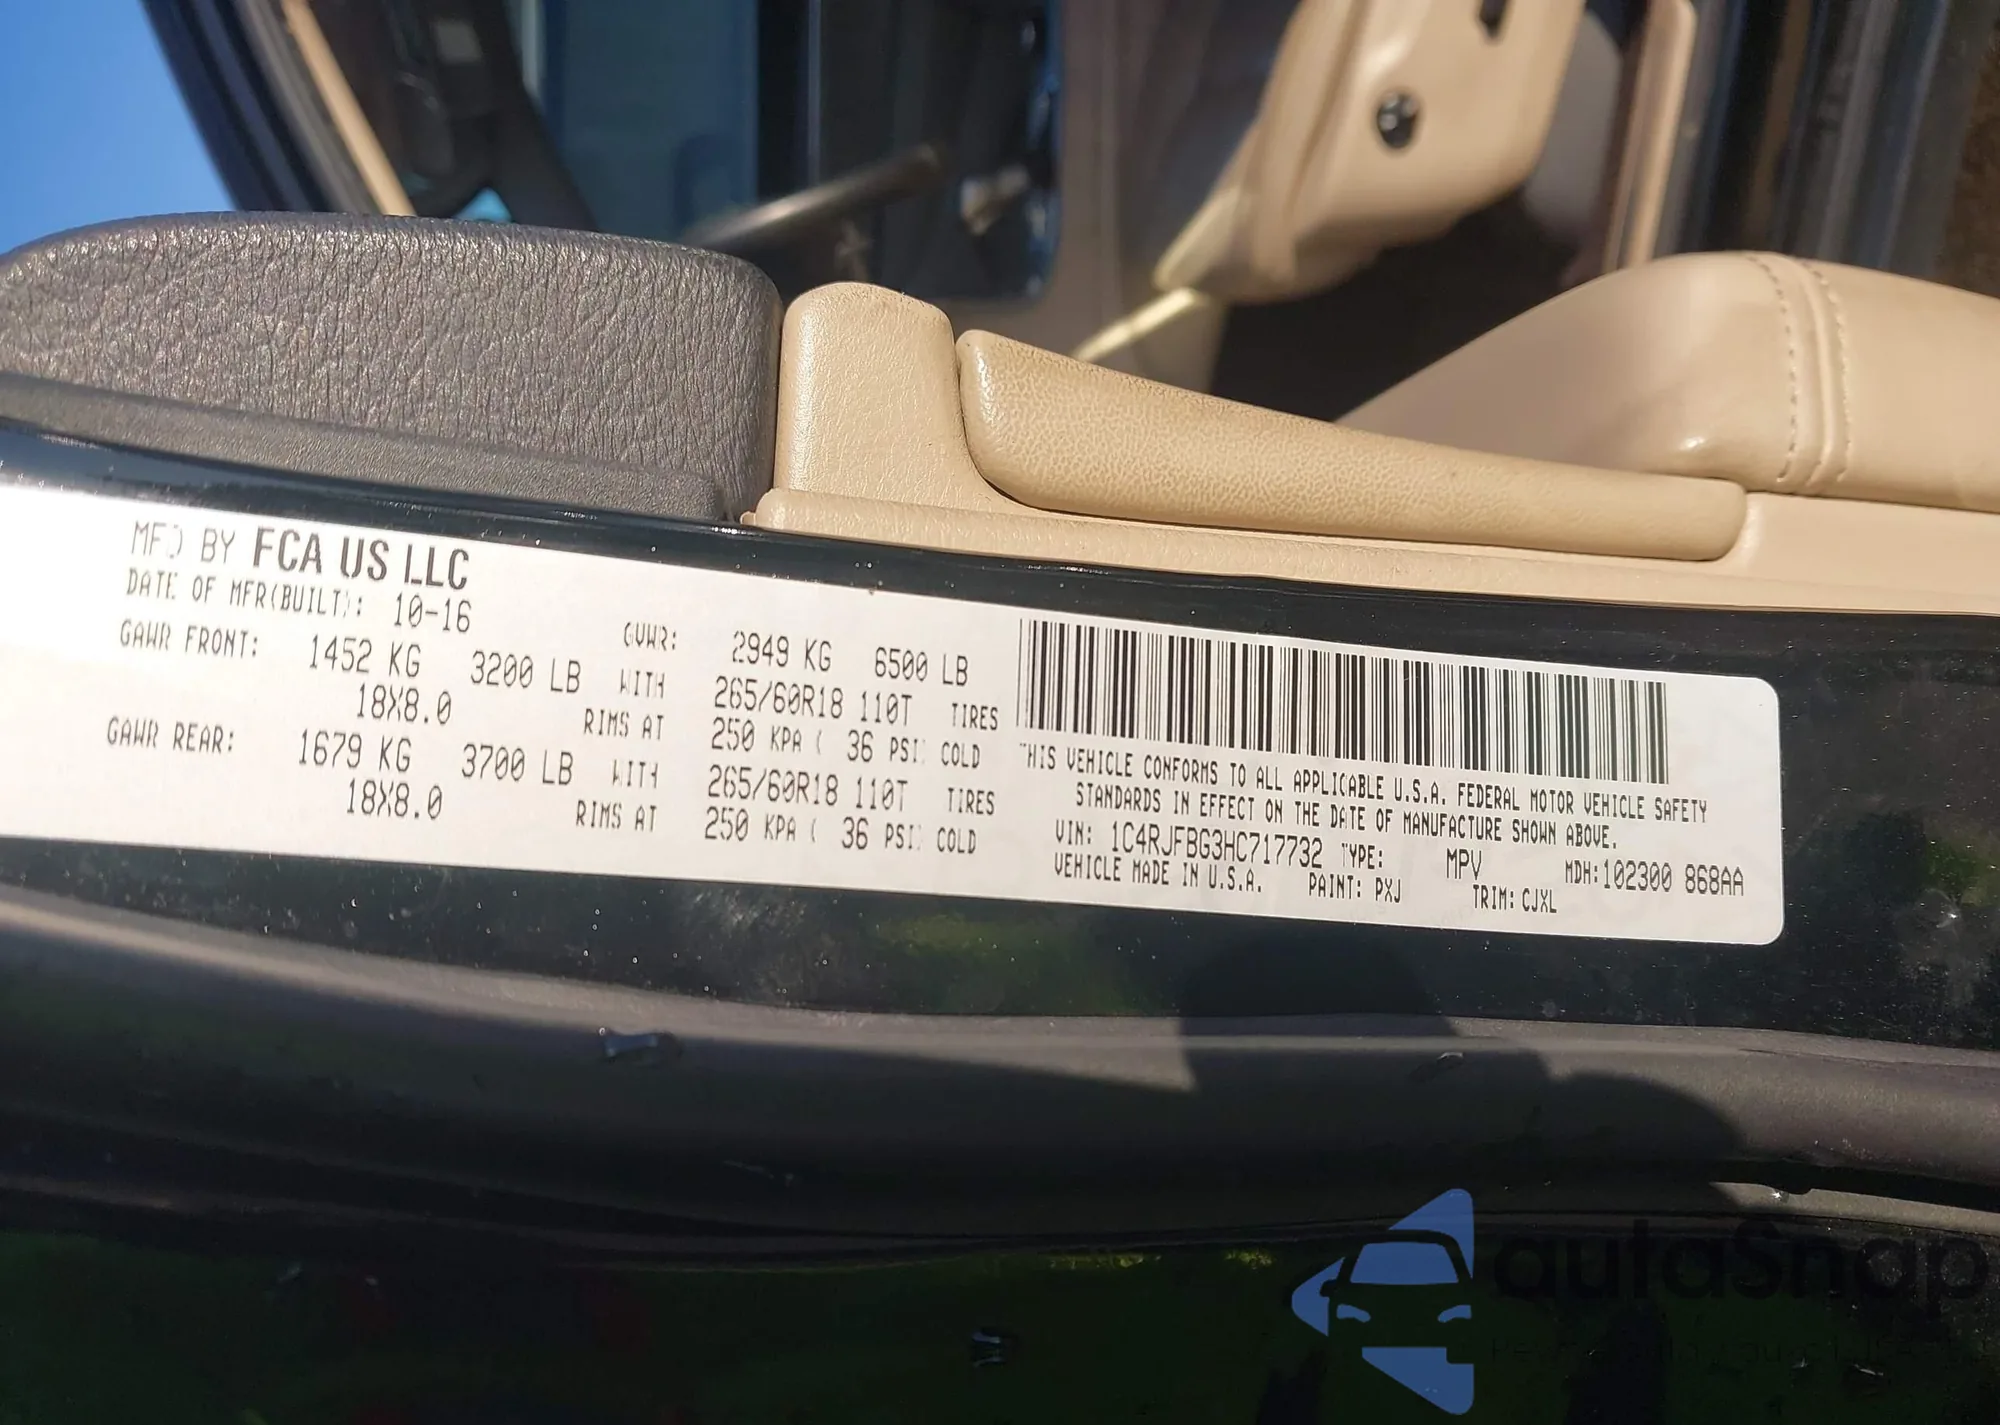 MFD BY FCA US LLC
DATE OF MFR(BUILT): 10-16
GVWR: 2949 KG 6500 LB
GAWR FRONT: 1452 KG 3200 LB WITH 265/60R18 110T TIRES
18X8.0 RIMS AT 250 KPA ( 36 PSI) COLD
GAWR REAR: 1679 KG 3700 LB WITH 265/60R18 110T TIRES
18X8.0 RIMS AT 250 KPA ( 36 PSI) COLD
THIS VEHICLE CONFORMS TO ALL APPLICABLE U.S.A. FEDERAL MOTOR VEHICLE SAFETY
STANDARDS IN EFFECT ON THE DATE OF MANUFACTURE SHOWN ABOVE.
VIN: 1C4RJFBG3HC717732 TYPE: MPV MDH:102300 868AA
VEHICLE MADE IN U.S.A. PAINT: PXJ TRIM: CJXL
autoSnap